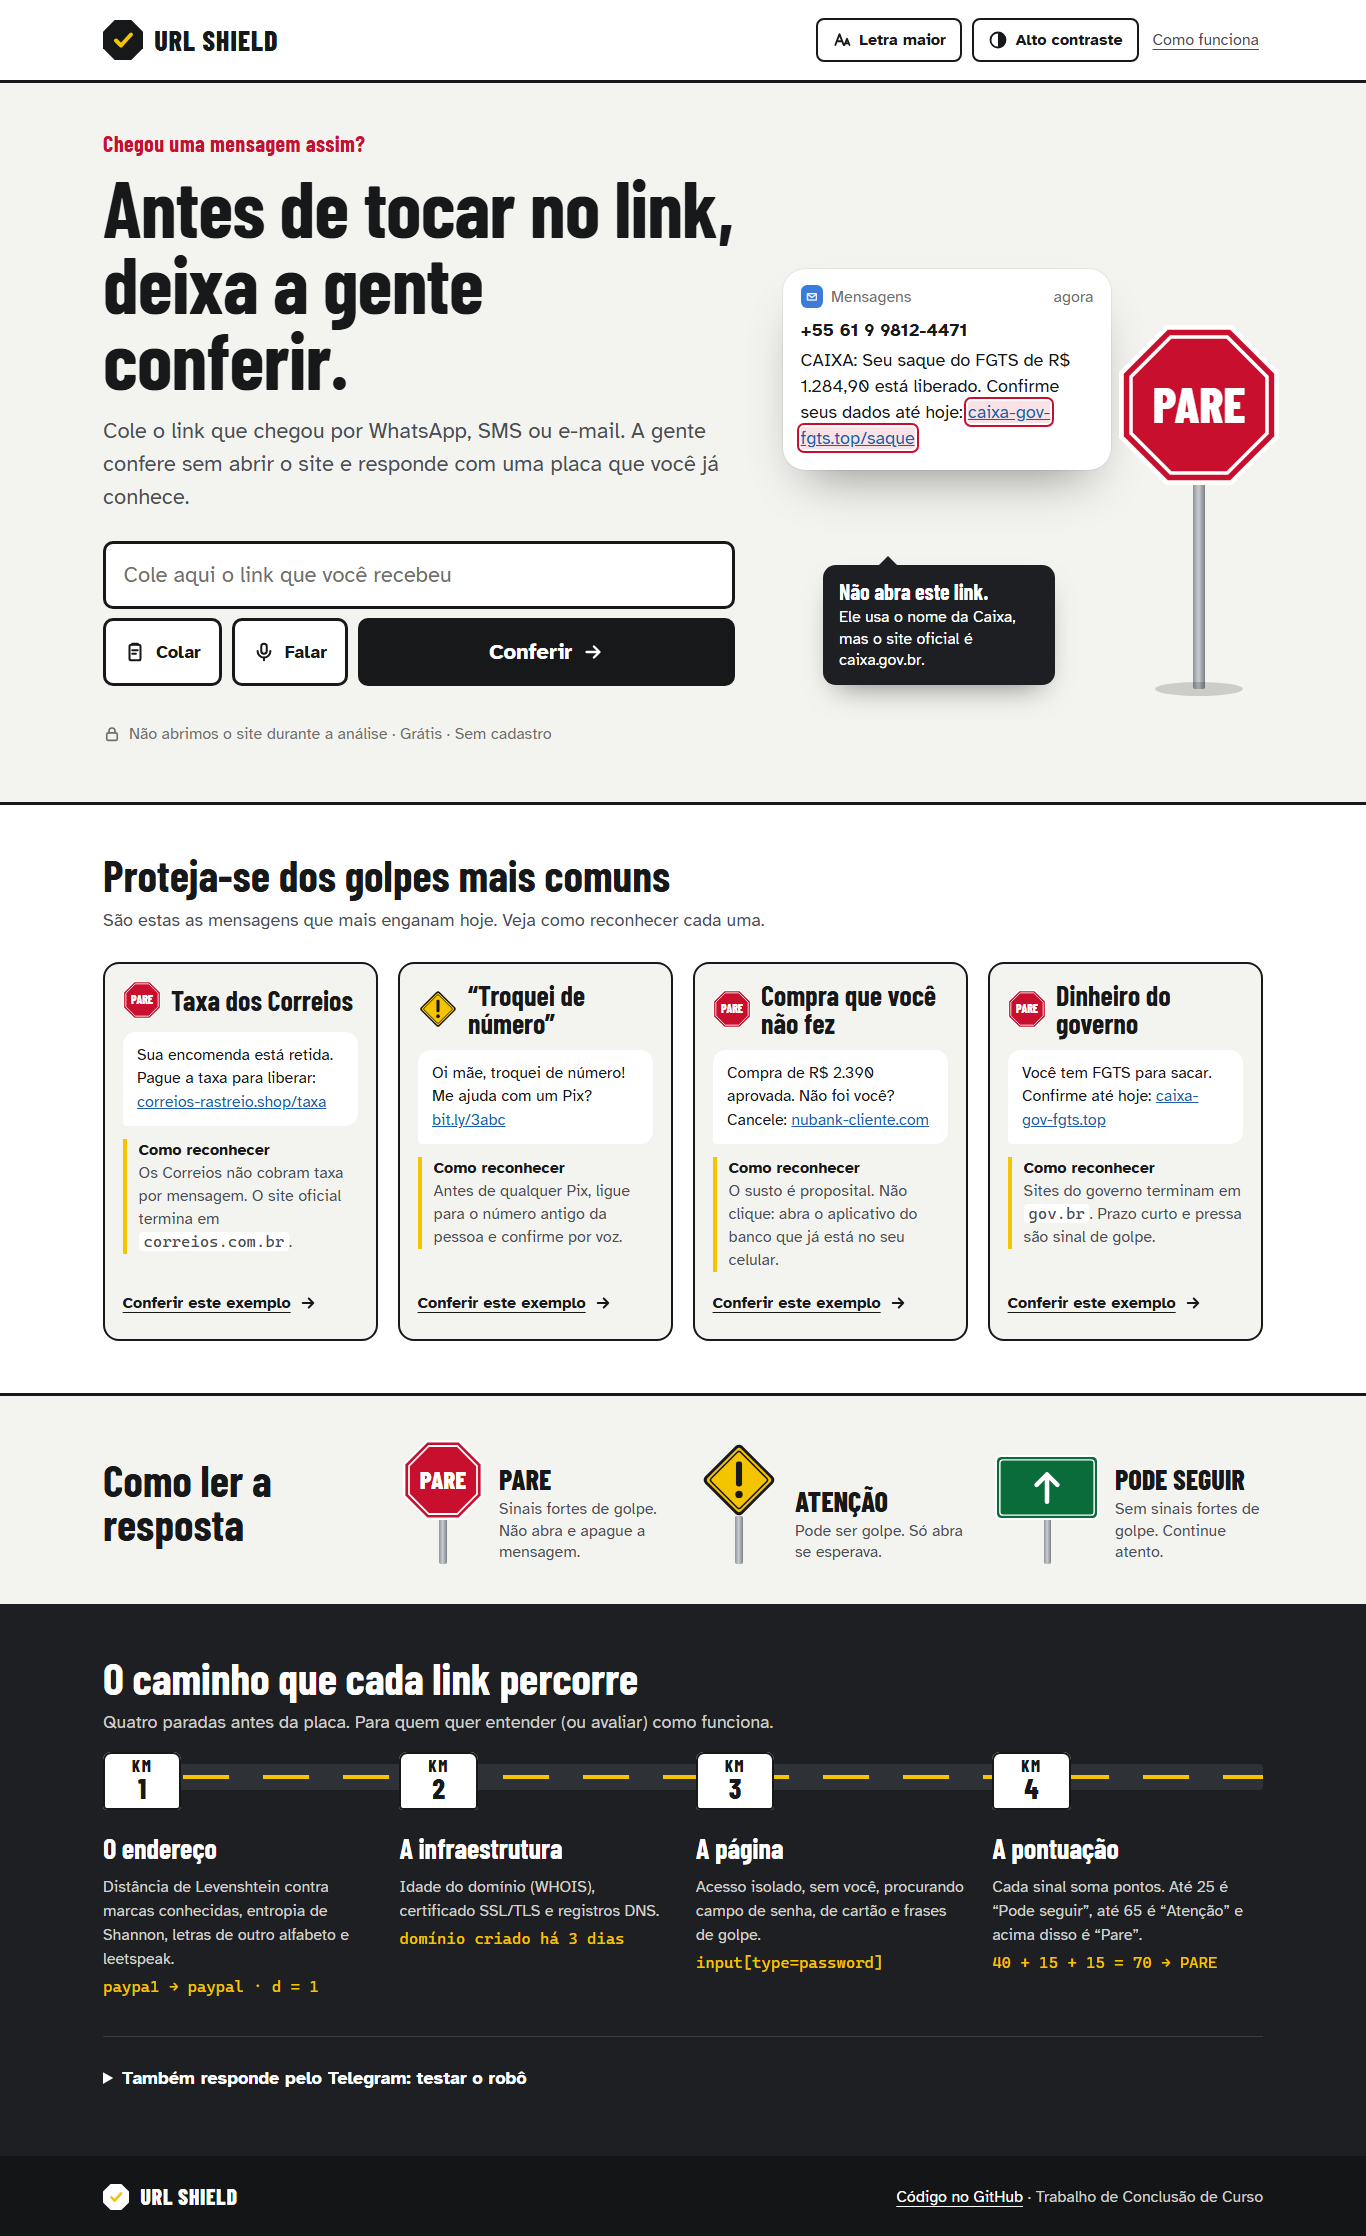 URL SHIELD
Letra maior
Alto contraste
Como funciona
Chegou uma mensagem assim?
Antes de tocar no link,
deixa a gente
conferir.
Cole o link que chegou por WhatsApp, SMS ou e-mail. A gente
confere sem abrir o site e responde com uma placa que você já
conhece.
Cole aqui o link que você recebeu
Colar
Falar
Conferir →
Não abrimos o site durante a análise · Grátis · Sem cadastro
Mensagens
agora
+55 61 9 9812-4471
CAIXA: Seu saque do FGTS de R$
1.284,90 está liberado. Confirme
seus dados até hoje: caixa-gov-
fgts.top/saque
PARE
Não abra este link.
Ele usa o nome da Caixa,
mas o site oficial é
caixa.gov.br.
Proteja-se dos golpes mais comuns
São estas as mensagens que mais enganam hoje. Veja como reconhecer cada uma.
PARE
Taxa dos Correios
Sua encomenda está retida.
Pague a taxa para liberar:
correios-rastreio.shop/taxa
Como reconhecer
Os Correios não cobram taxa
por mensagem. O site oficial
termina em
correios.com.br.
Conferir este exemplo →
“Troquei de
número”
Oi mãe, troquei de número!
Me ajuda com um Pix?
bit.ly/3abc
Como reconhecer
Antes de qualquer Pix, ligue
para o número antigo da
pessoa e confirme por voz.
Conferir este exemplo →
PARE
Compra que você
não fez
Compra de R$ 2.390
aprovada. Não foi você?
Cancele: nubank-cliente.com
Como reconhecer
O susto é proposital. Não
clique: abra o aplicativo do
banco que já está no seu
celular.
Conferir este exemplo →
PARE
Dinheiro do
governo
Você tem FGTS para sacar.
Confirme até hoje: caixa-
gov-fgts.top
Como reconhecer
Sites do governo terminam em
gov.br. Prazo curto e pressa
são sinal de golpe.
Conferir este exemplo →
Como ler a
resposta
PARE
PARE
Sinais fortes de golpe.
Não abra e apague a
mensagem.
!
ATENÇÃO
Pode ser golpe. Só abra
se esperava.
PODE SEGUIR
Sem sinais fortes de
golpe. Continue
atento.
O caminho que cada link percorre
Quatro paradas antes da placa. Para quem quer entender (ou avaliar) como funciona.
KM
1
O endereço
Distância de Levenshtein contra
marcas conhecidas, entropia de
Shannon, letras de outro alfabeto e
leetspeak.
paypa1 → paypal · d = 1
KM
2
A infraestrutura
Idade do domínio (WHOIS),
certificado SSL/TLS e registros DNS.
domínio criado há 3 dias
KM
3
A página
Acesso isolado, sem você, procurando
campo de senha, de cartão e frases
de golpe.
input[type=password]
KM
4
A pontuação
Cada sinal soma pontos. Até 25 é
“Pode seguir”, até 65 é “Atenção” e
acima disso é “Pare”.
40 + 15 + 15 = 70 → PARE
Também responde pelo Telegram: testar o robô
URL SHIELD
Código no GitHub · Trabalho de Conclusão de Curso